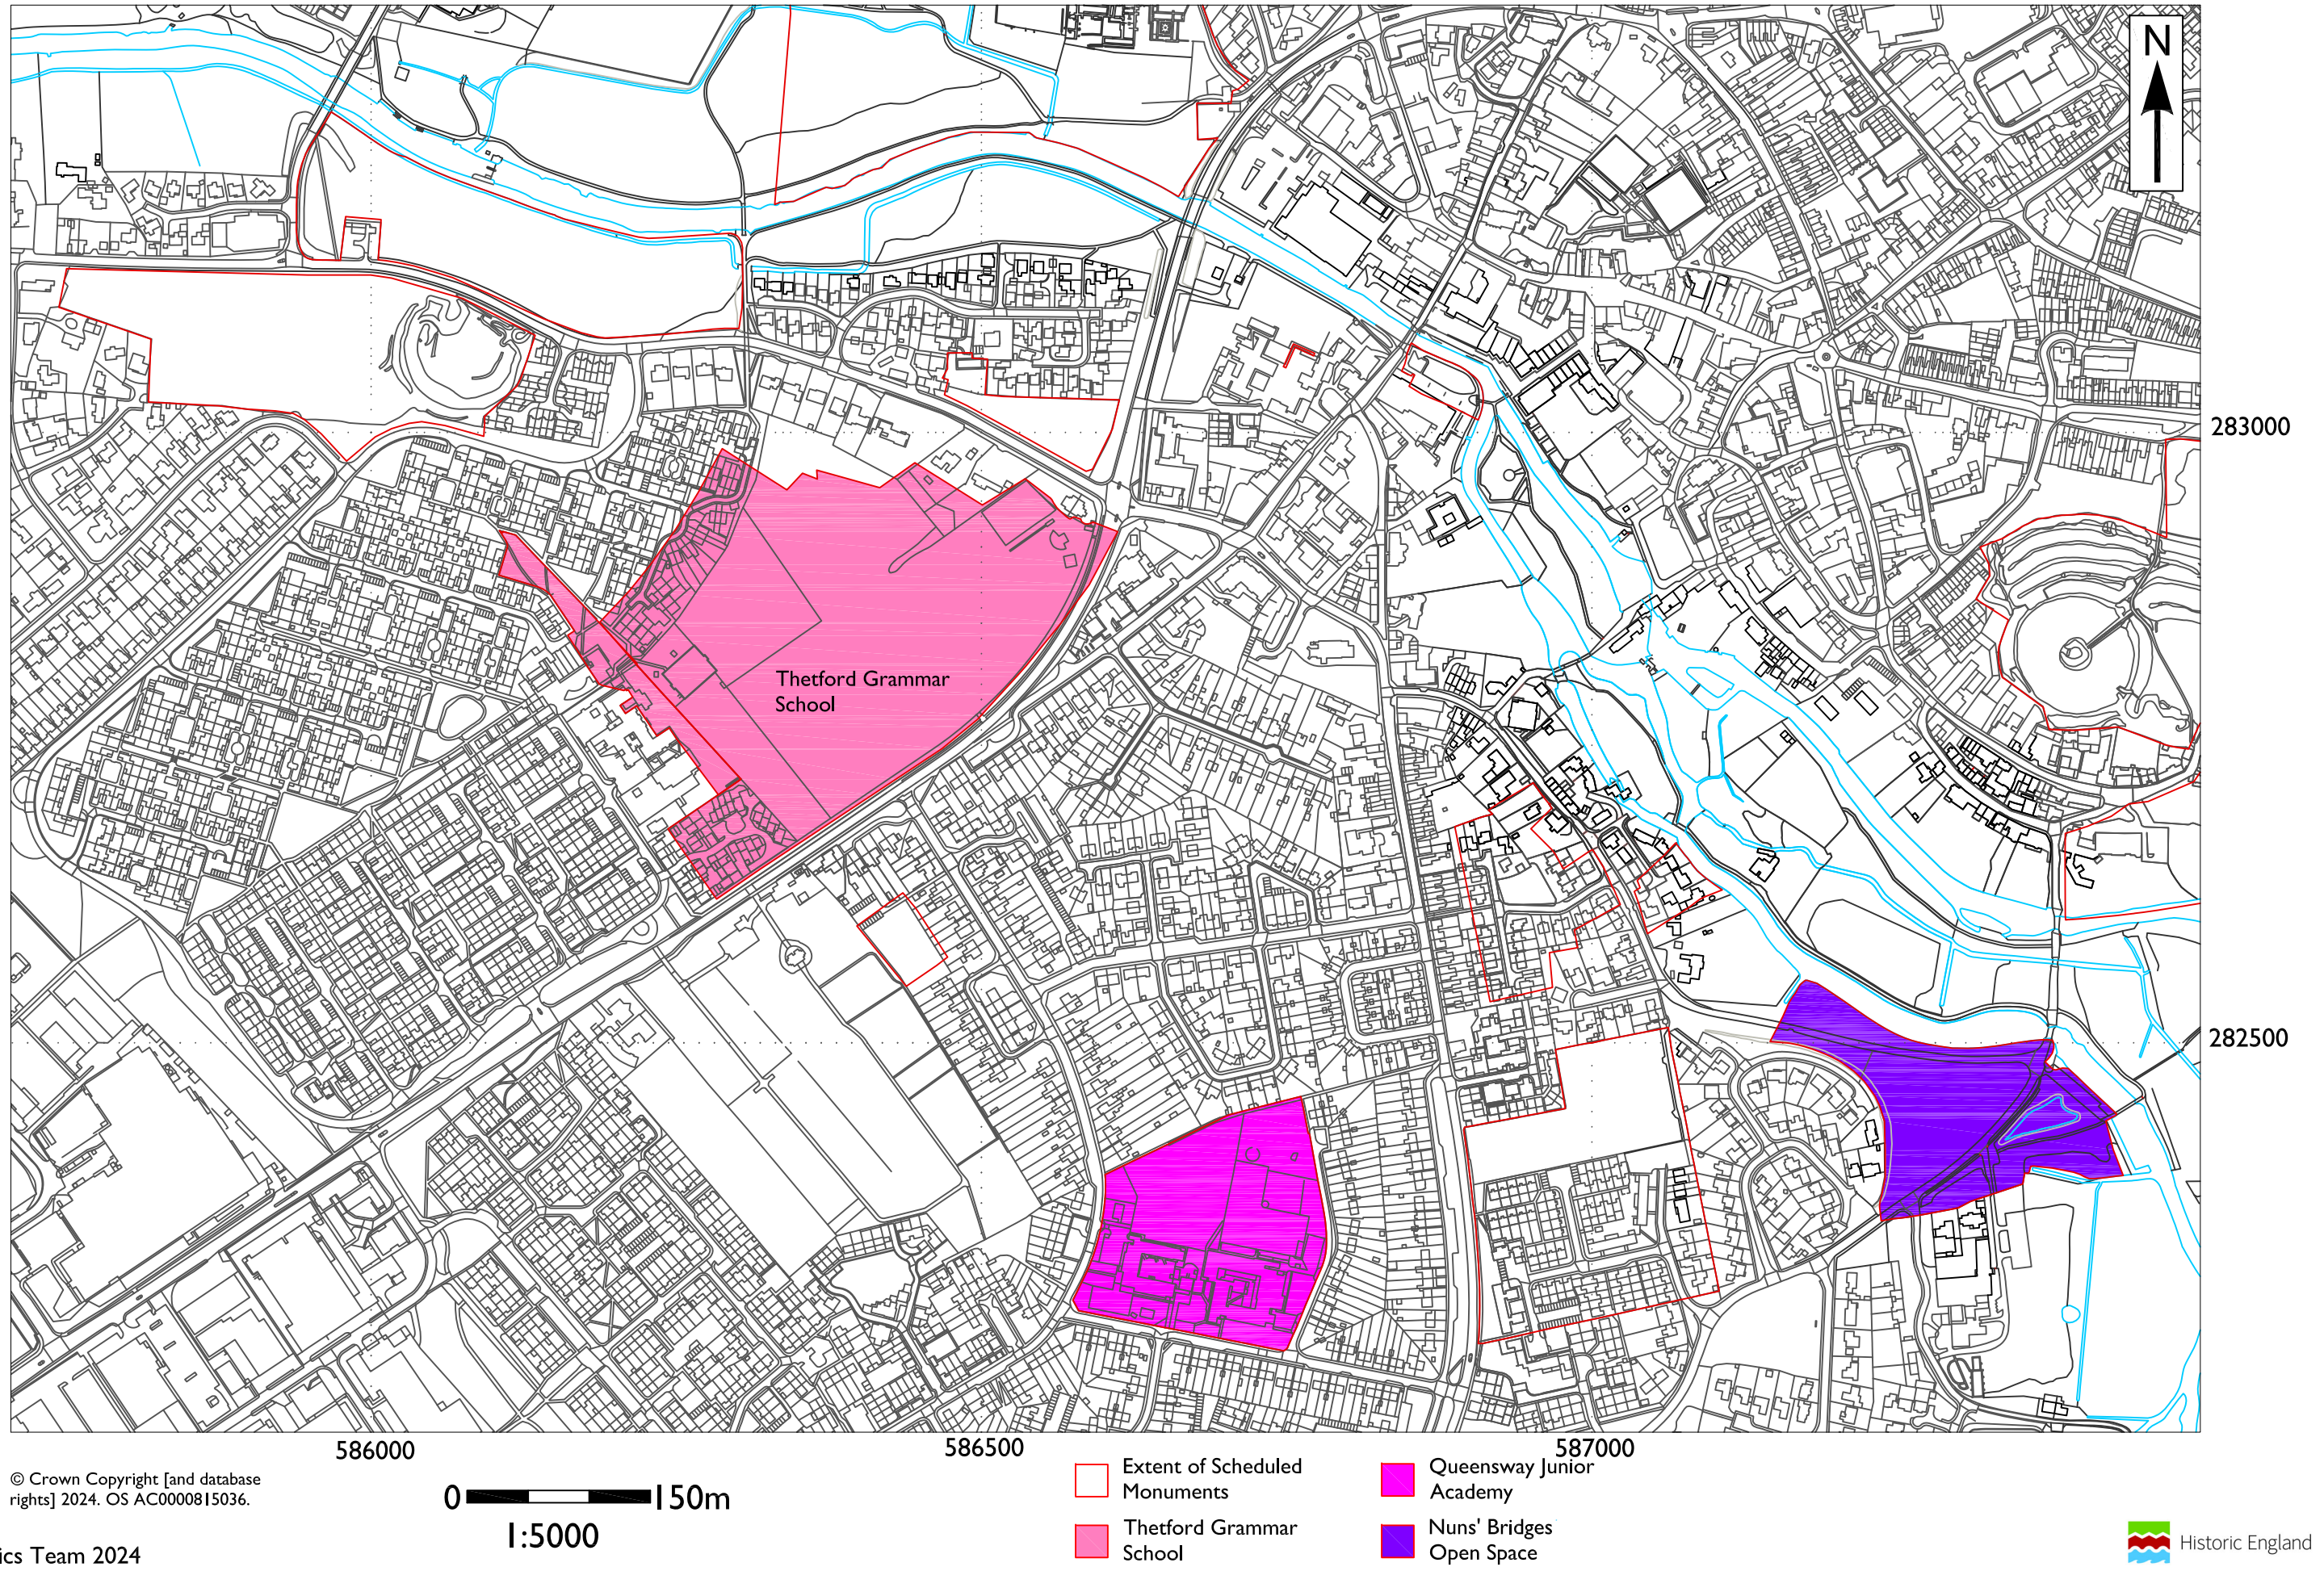 N
283000
Thetford Grammar
School
282500
586000
586500
587000
© Crown Copyright [and database
rights] 2024. OS AC0000815036.
0
150m
1:5000
Extent of Scheduled
Monuments
Thetford Grammar
School
Queensway Junior
Academy
Nuns' Bridges
Open Space
ics Team 2024
Historic England